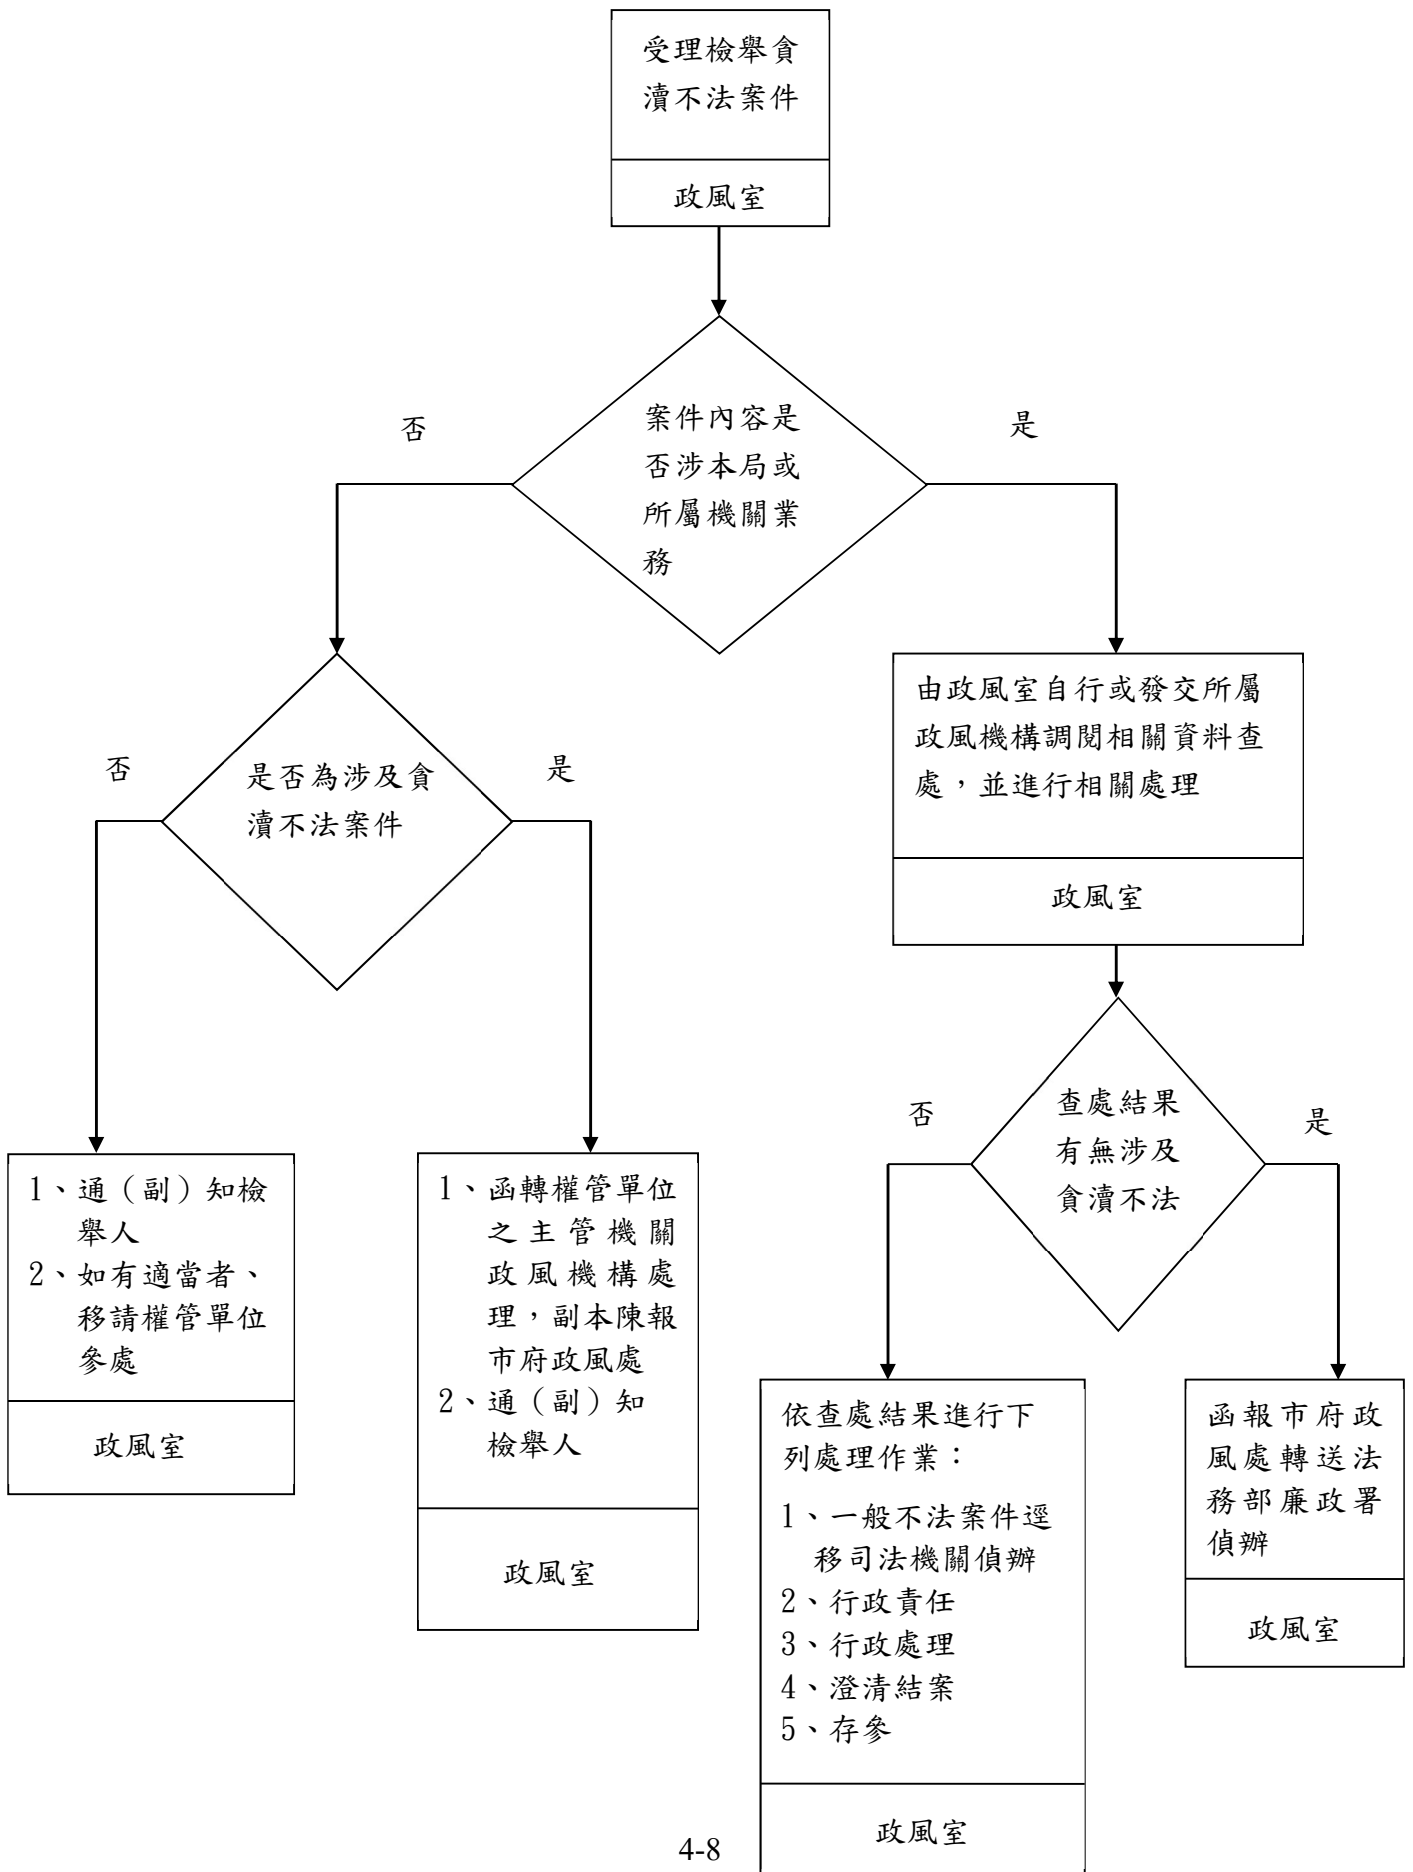 受理檢舉貪
瀆不法案件
政風室
案件內容是
否涉本局或
所屬機關業
務
否
是
是否為涉及貪
瀆不法案件
否
是
由政風室自行或發交所屬
政風機構調閱相關資料查
處，並進行相關處理
政風室
查處結果
有無涉及
貪瀆不法
否
是
1、通（副）知檢
舉人
2、如有適當者、
移請權管單位
參處
政風室
1、函轉權管單位
之主管機關
政風機構處
理，副本陳報
市府政風處
2、通（副）知
檢舉人
政風室
依查處結果進行下
列處理作業：
1、一般不法案件逕
移司法機關偵辦
2、行政責任
3、行政處理
4、澄清結案
5、存參
政風室
函報市府政
風處轉送法
務部廉政署
偵辦
政風室
4-8